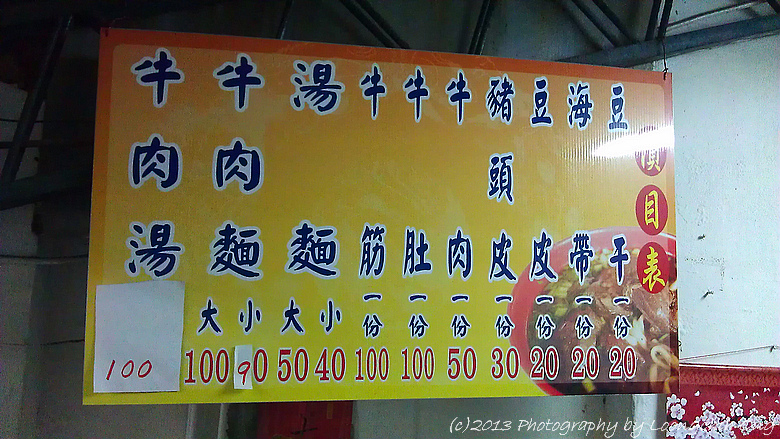 價目表
豆干 一份 20
海帶 一份 20
豆皮 一份 20
豬頭皮 一份 30
牛肉 一份 50
牛肚 一份 100
牛筋 一份 100
湯麵 大 50 小 40
牛肉麵 大 100 小 90
牛肉湯 100
(c)2013 Photography by